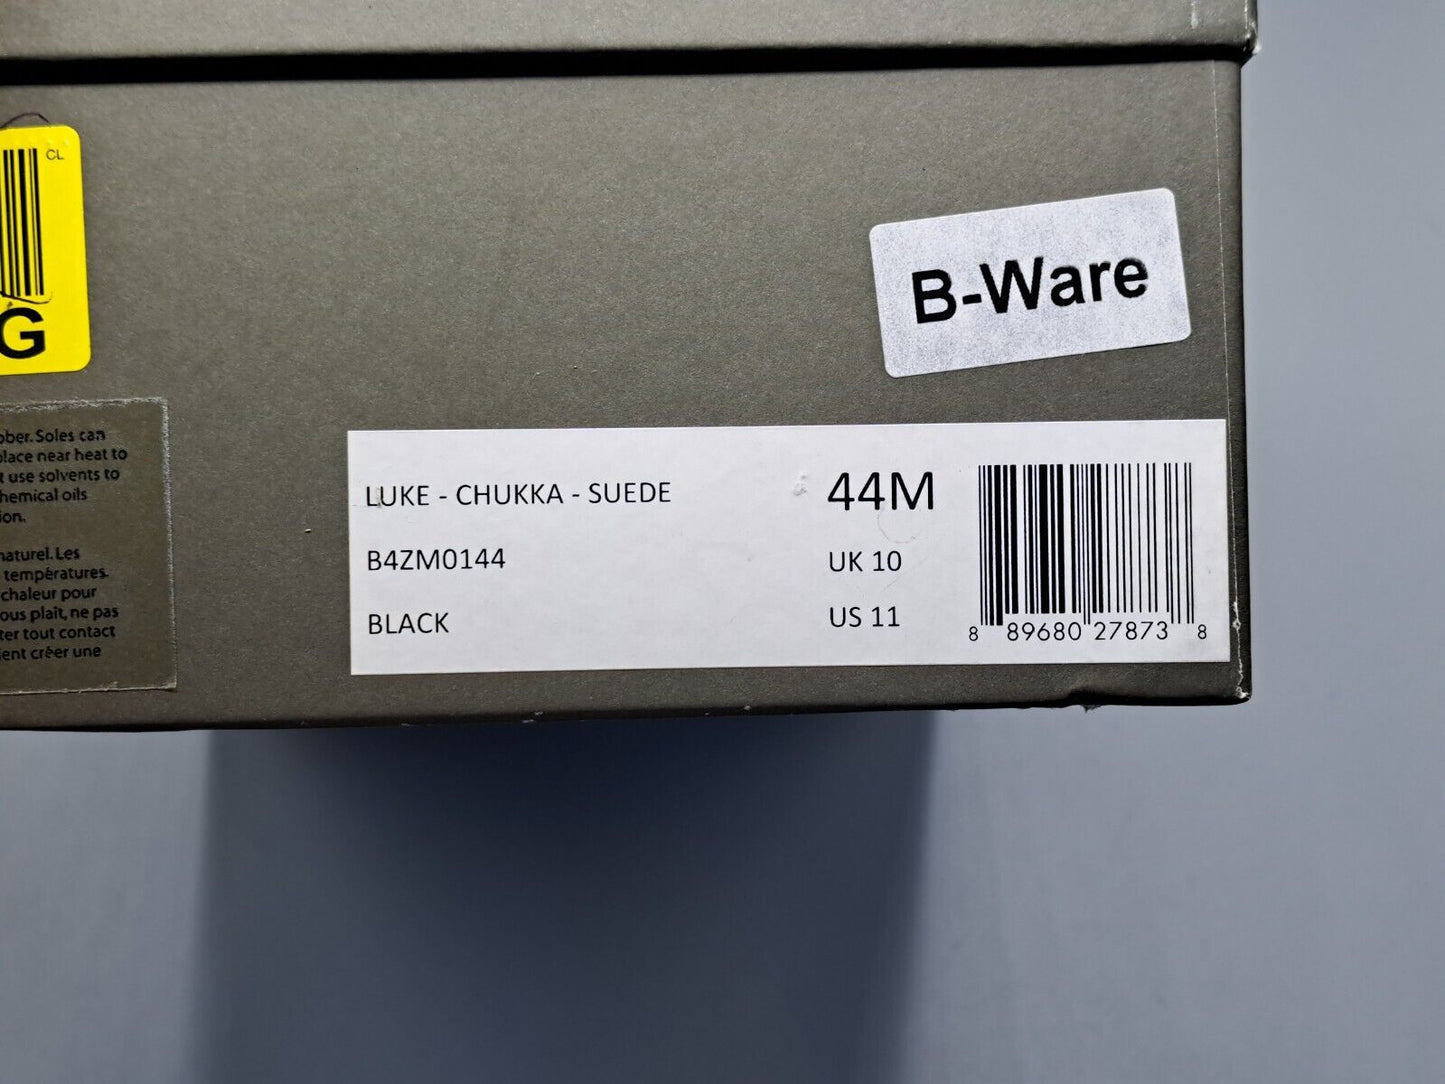 CL
G
B-Ware
LUKE - CHUKKA - SUEDE
B4ZM0144
BLACK
44M
UK 10
US 11
8 89680 27873 8
ober. Soles can
place near heat to
t use solvents to
hemical oils
ion.
naturel. Les
températures.
chaleur pour
ous plaît, ne pas
ter tout contact
ient créer une